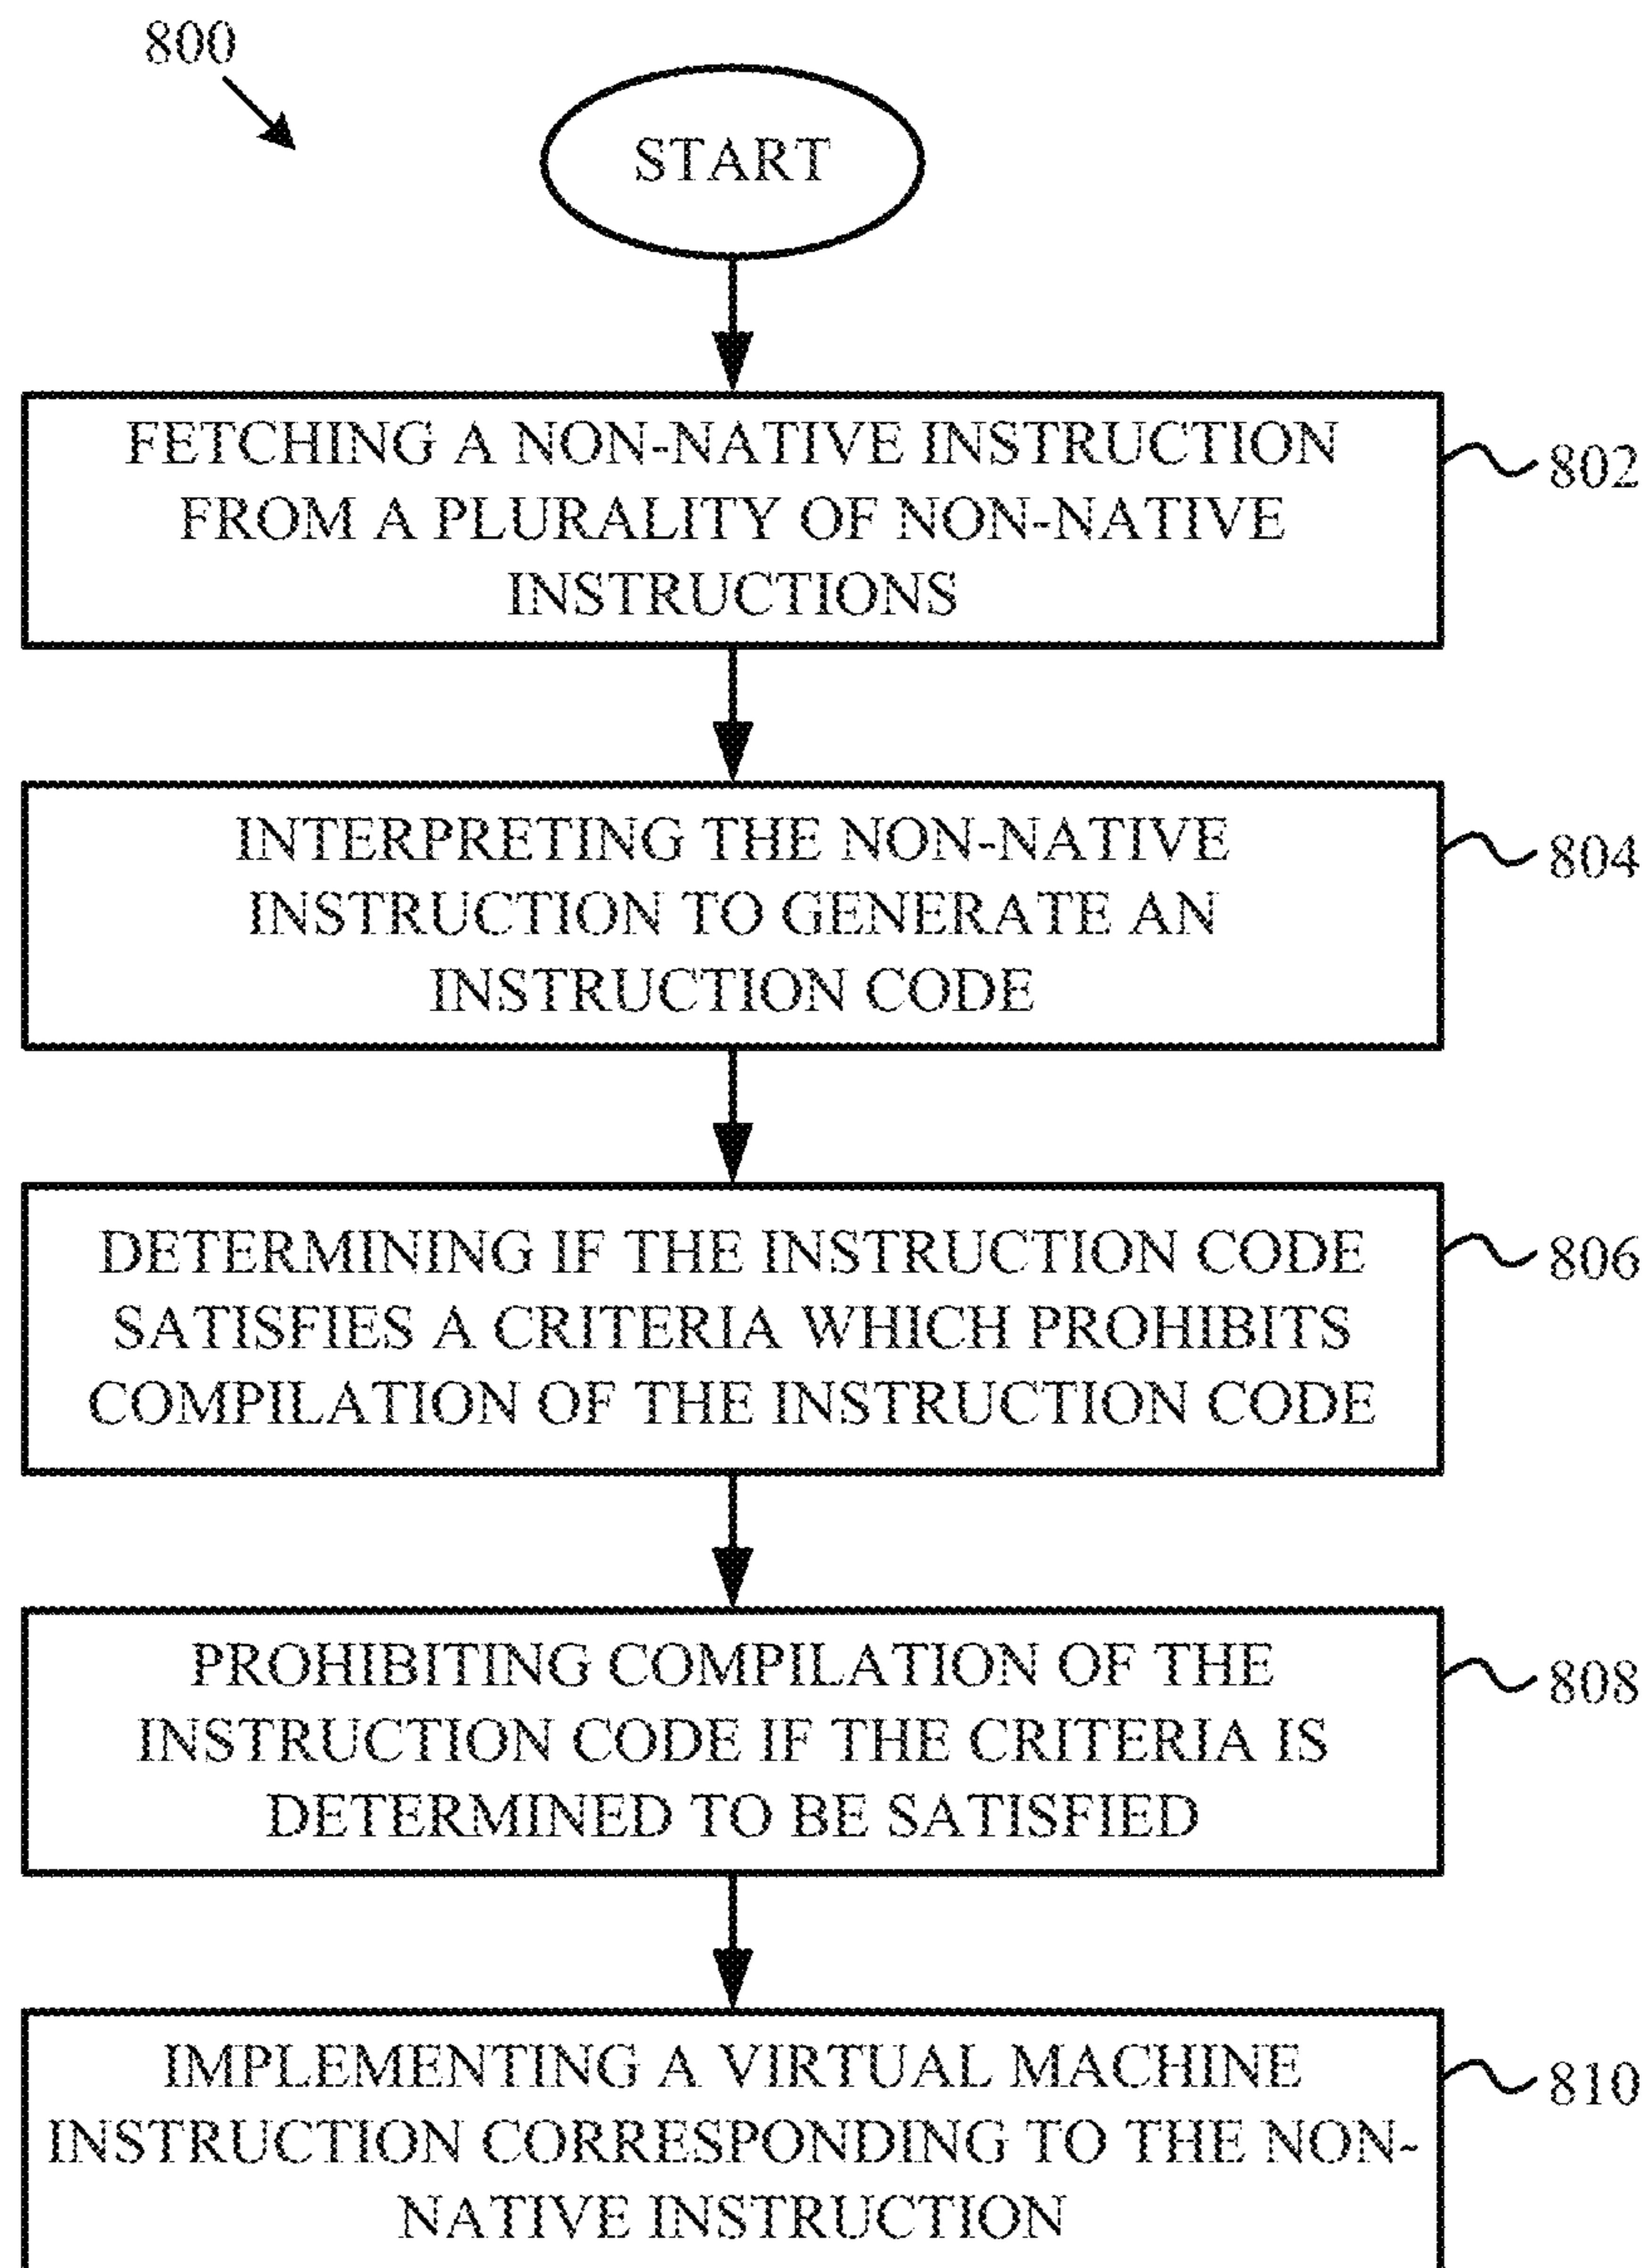 800
START
FETCHING A NON-NATIVE INSTRUCTION
FROM A PLURALITY OF NON-NATIVE
INSTRUCTIONS
802
INTERPRETING THE NON-NATIVE
INSTRUCTION TO GENERATE AN
INSTRUCTION CODE
804
DETERMINING IF THE INSTRUCTION CODE
SATISFIES A CRITERIA WHICH PROHIBITS
COMPILATION OF THE INSTRUCTION CODE
806
PROHIBITING COMPILATION OF THE
INSTRUCTION CODE IF THE CRITERIA IS
DETERMINED TO BE SATISFIED
808
IMPLEMENTING A VIRTUAL MACHINE
INSTRUCTION CORRESPONDING TO THE NON-
NATIVE INSTRUCTION
810